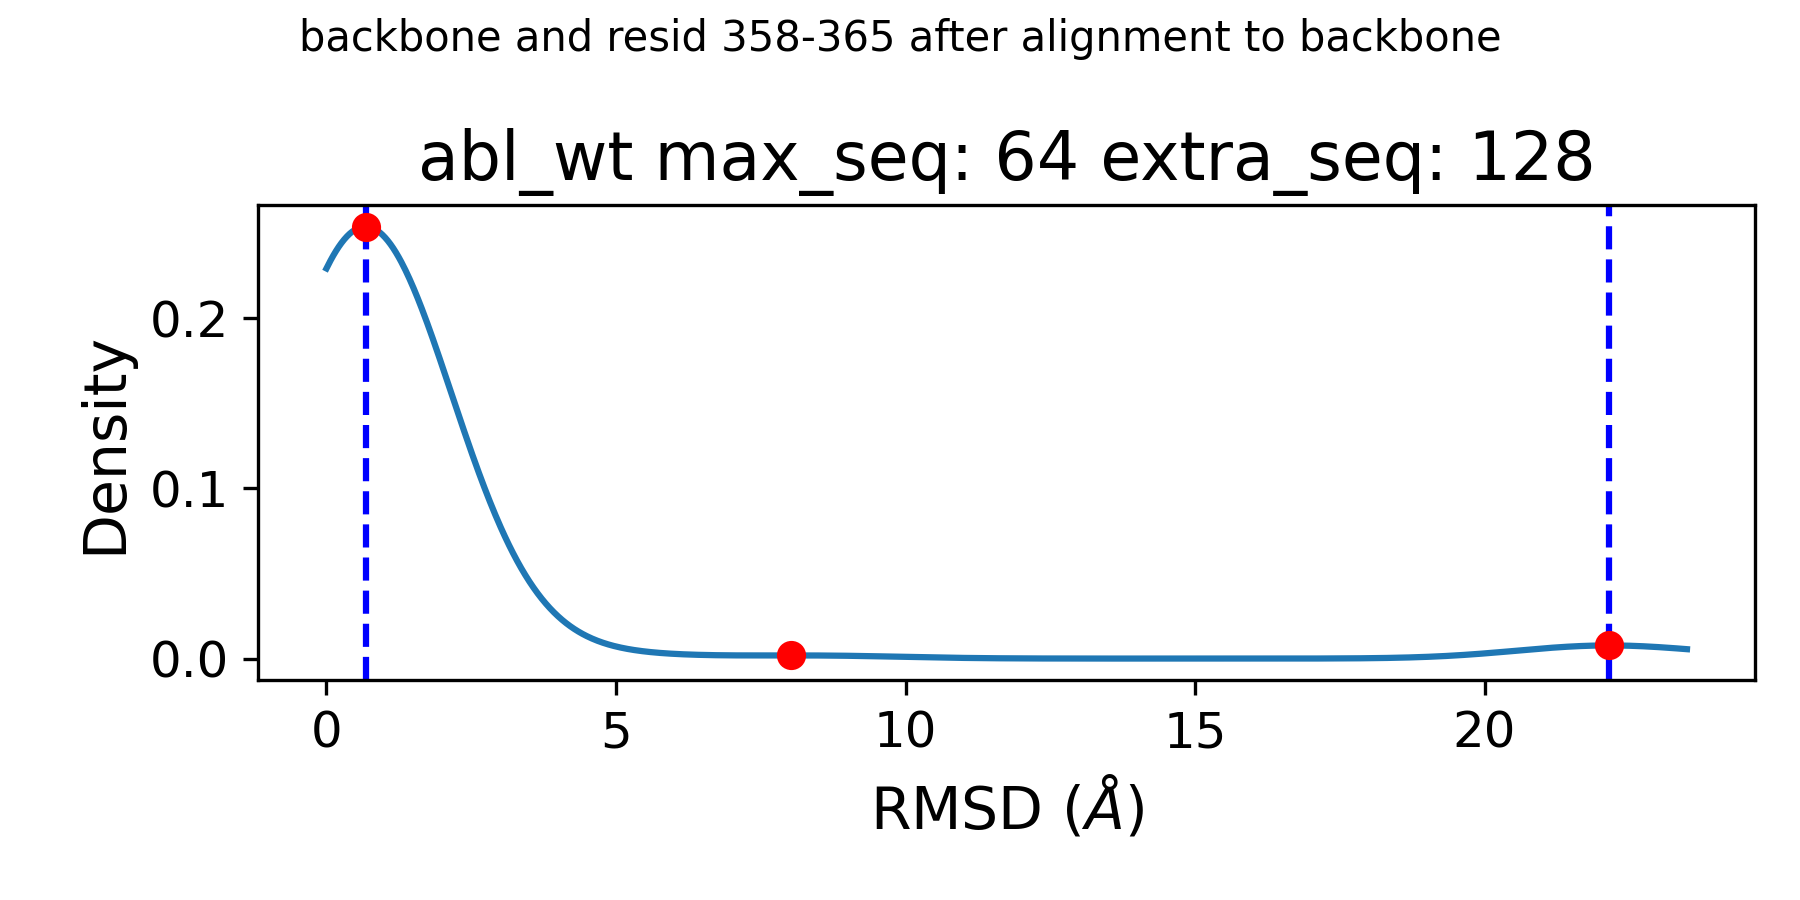 backbone and resid 358-365 after alignment to backbone
abl_wt max_seq: 64 extra_seq: 128
Density
0.2
0.1
0.0
0 5 10 15 20
RMSD (Å)